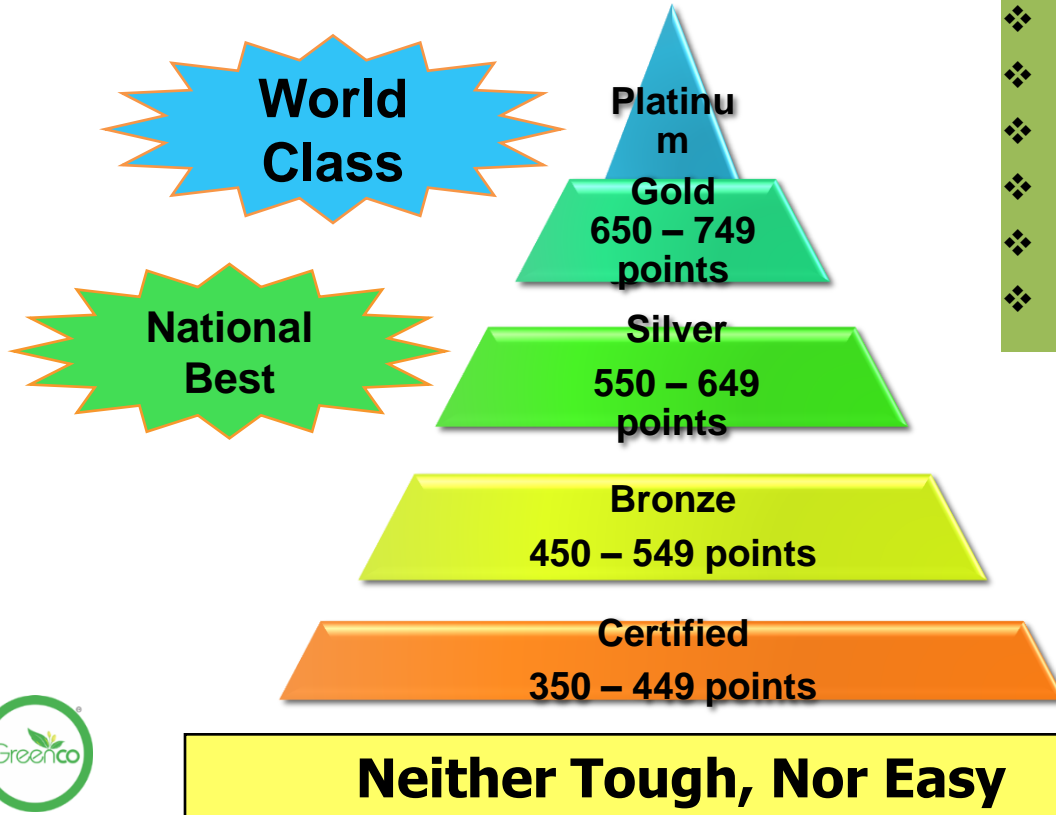 World
Class
Platinu
m
Gold
650 – 749
points
National
Best
Silver
550 – 649
points
Bronze
450 – 549 points
Certified
350 – 449 points
Greenco
Neither Tough, Nor Easy